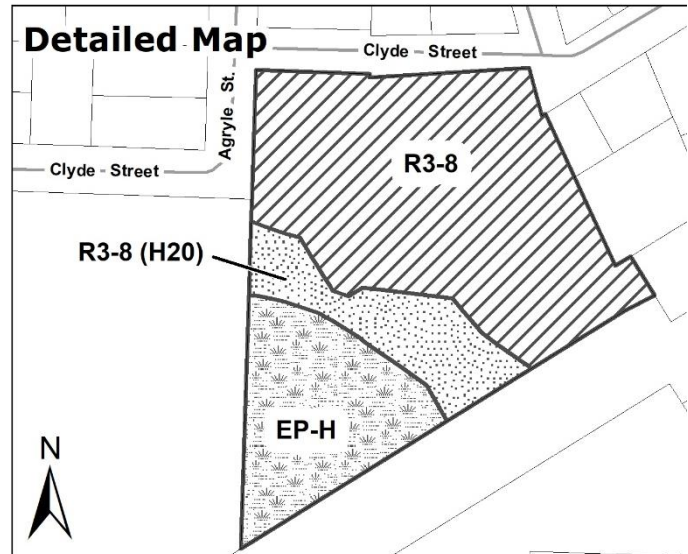 Detailed Map
Clyde - Street
Agryle - St.
Clyde - Street
R3-8
R3-8 (H20)
EP-H
N